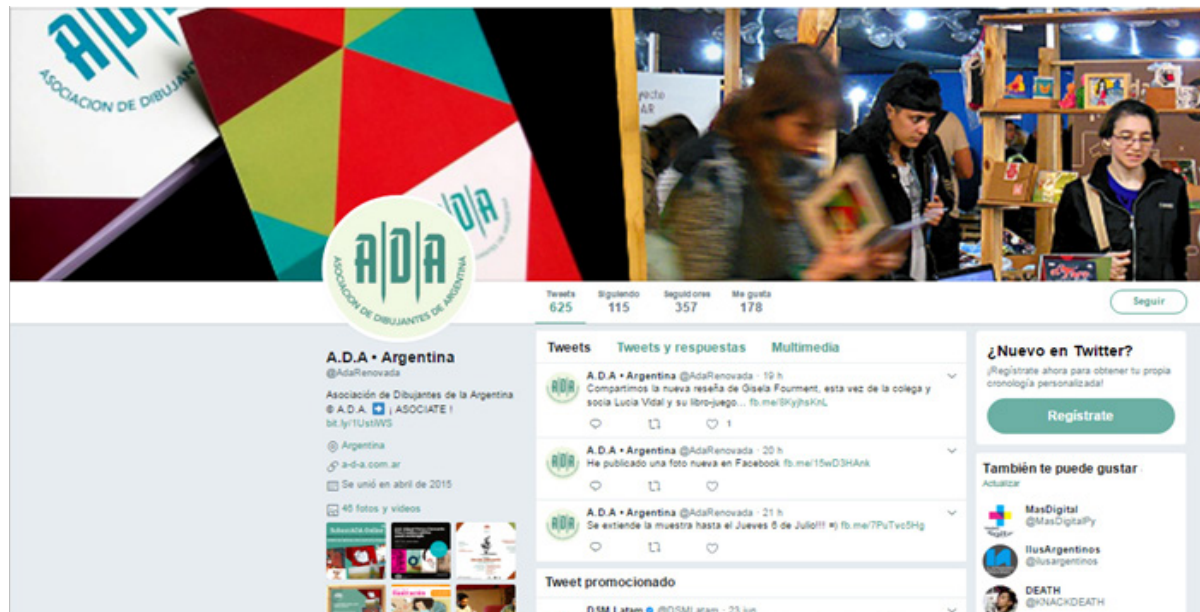 A|D|A
ASOCIACION DE DIBUJANTES
A|D|A
ASOCIACION DE DIBUJANTES DE ARGENTINA
Tweets Siguiendo Seguidores Me gusta
625 115 357 178
Seguir
A.D.A • Argentina
@AdaRenovada
Asociación de Dibujantes de la Argentina
® A.D.A. ➡ ¡ ASOCIATE !
bit.ly/1UstiWS
Argentina
a-d-a.com.ar
Se unió en abril de 2015
46 fotos y videos
Tweets Tweets y respuestas Multimedia
A.D.A • Argentina @AdaRenovada · 19 h
Compartimos la nueva reseña de Gisela Fourment, esta vez de la colega y
socia Lucia Vidal y su libro-juego... fb.me/8KyjhsKnL
1
A.D.A • Argentina @AdaRenovada · 20 h
He publicado una foto nueva en Facebook fb.me/15wD3HAnk
A.D.A • Argentina @AdaRenovada · 21 h
Se extiende la muestra hasta el Jueves 6 de Julio!!! =) fb.me/7PuTvc5Hg
Tweet promocionado
DSM Latam @DSMLatam · 23 jun.
¿Nuevo en Twitter?
¡Regístrate ahora para obtener tu propia
cronología personalizada!
Regístrate
También te puede gustar ·
Actualizar
MasDigital
@MasDigitalPy
IlusArgentinos
@ilusargentinos
DEATH
@KNACKDEATH